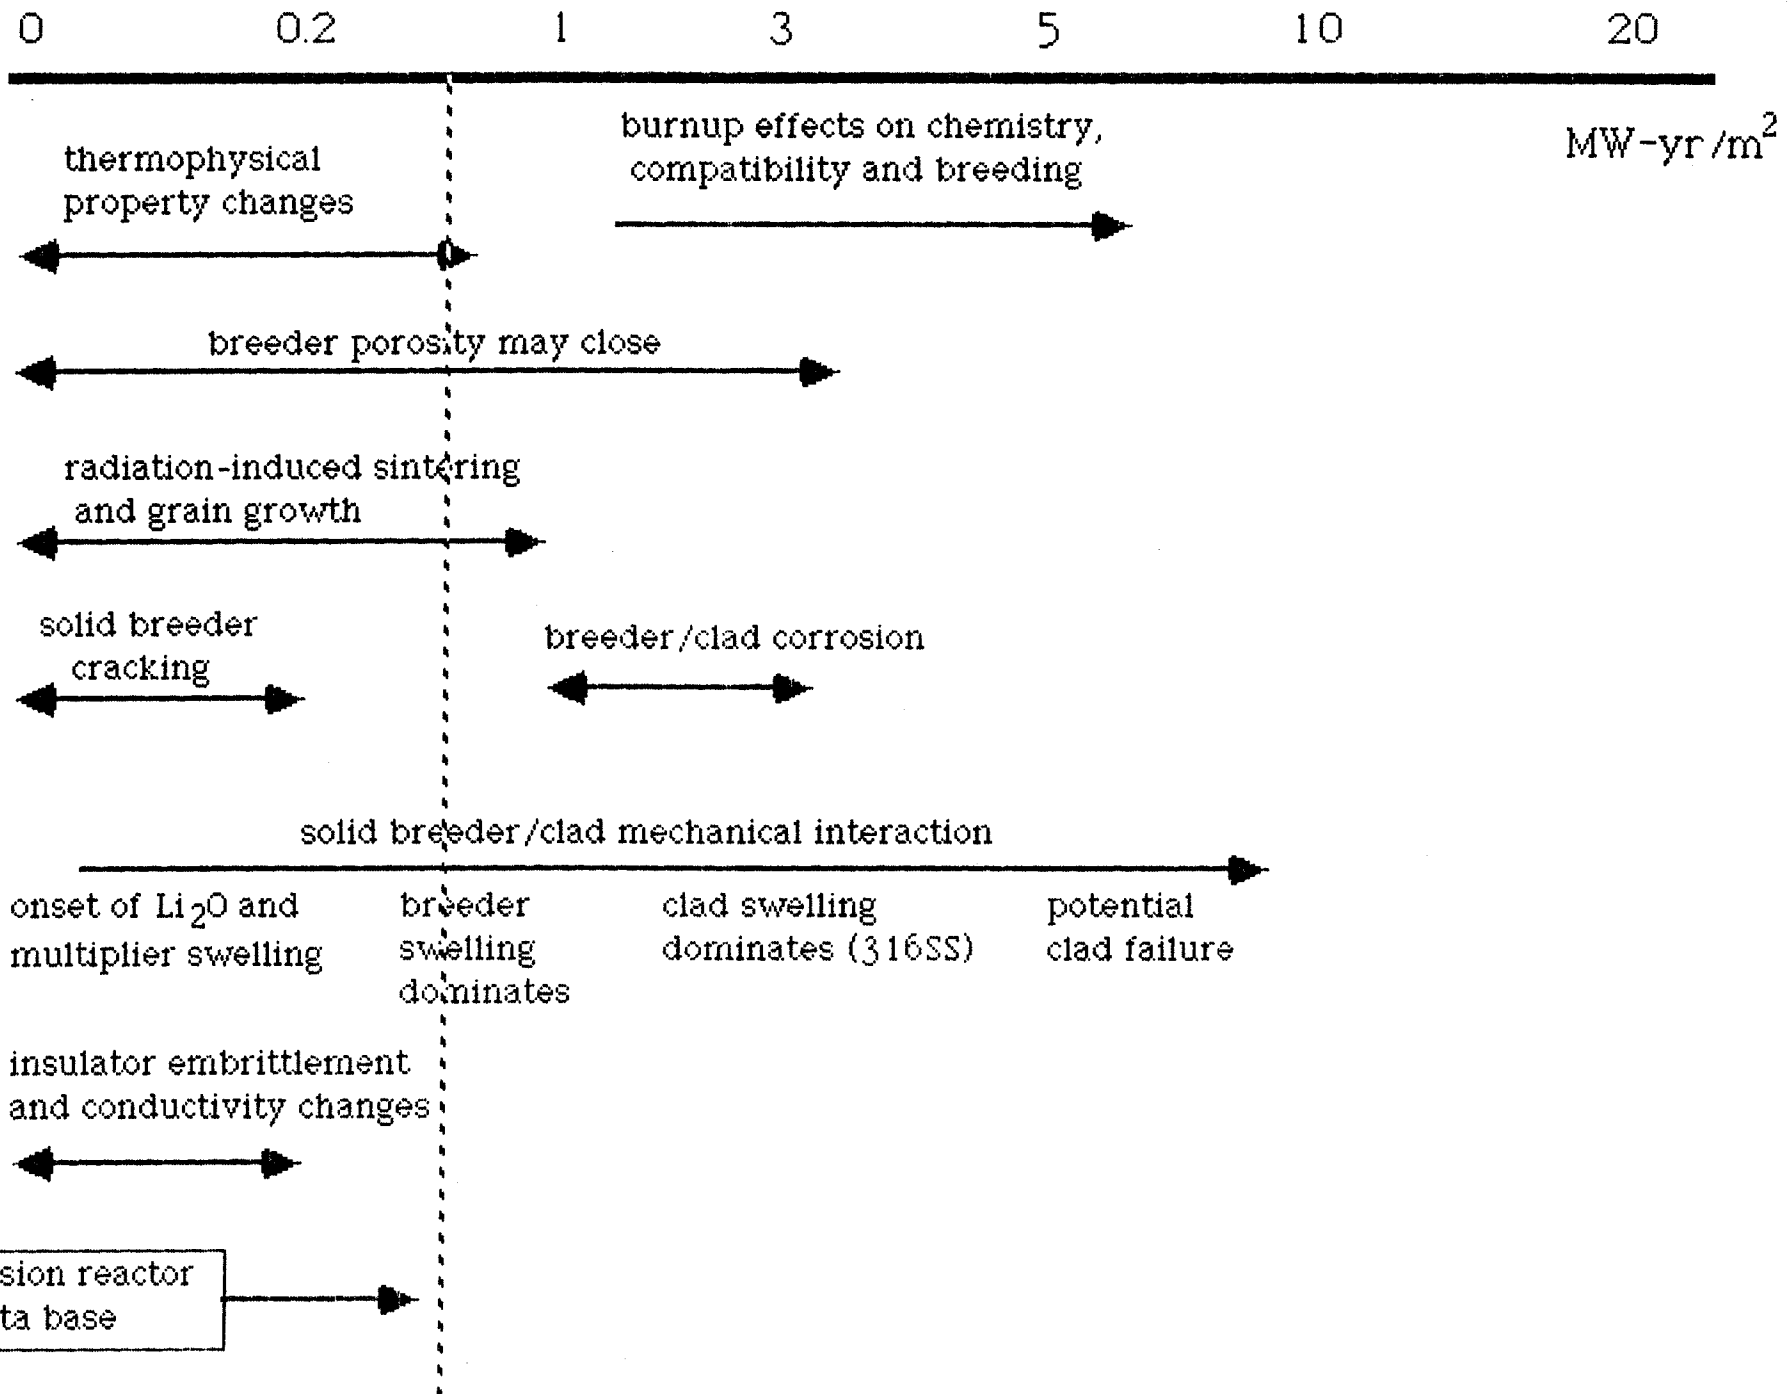 0 0.2 1 3 5 10 20
MW-yr/m²
thermophysical
property changes
burnup effects on chemistry,
compatibility and breeding
breeder porosity may close
radiation-induced sintering
and grain growth
solid breeder
cracking
breeder/clad corrosion
solid breeder/clad mechanical interaction
onset of Li₂O and
multiplier swelling
breeder
swelling
dominates
clad swelling
dominates (316SS)
potential
clad failure
insulator embrittlement
and conductivity changes
sion reactor
ta base